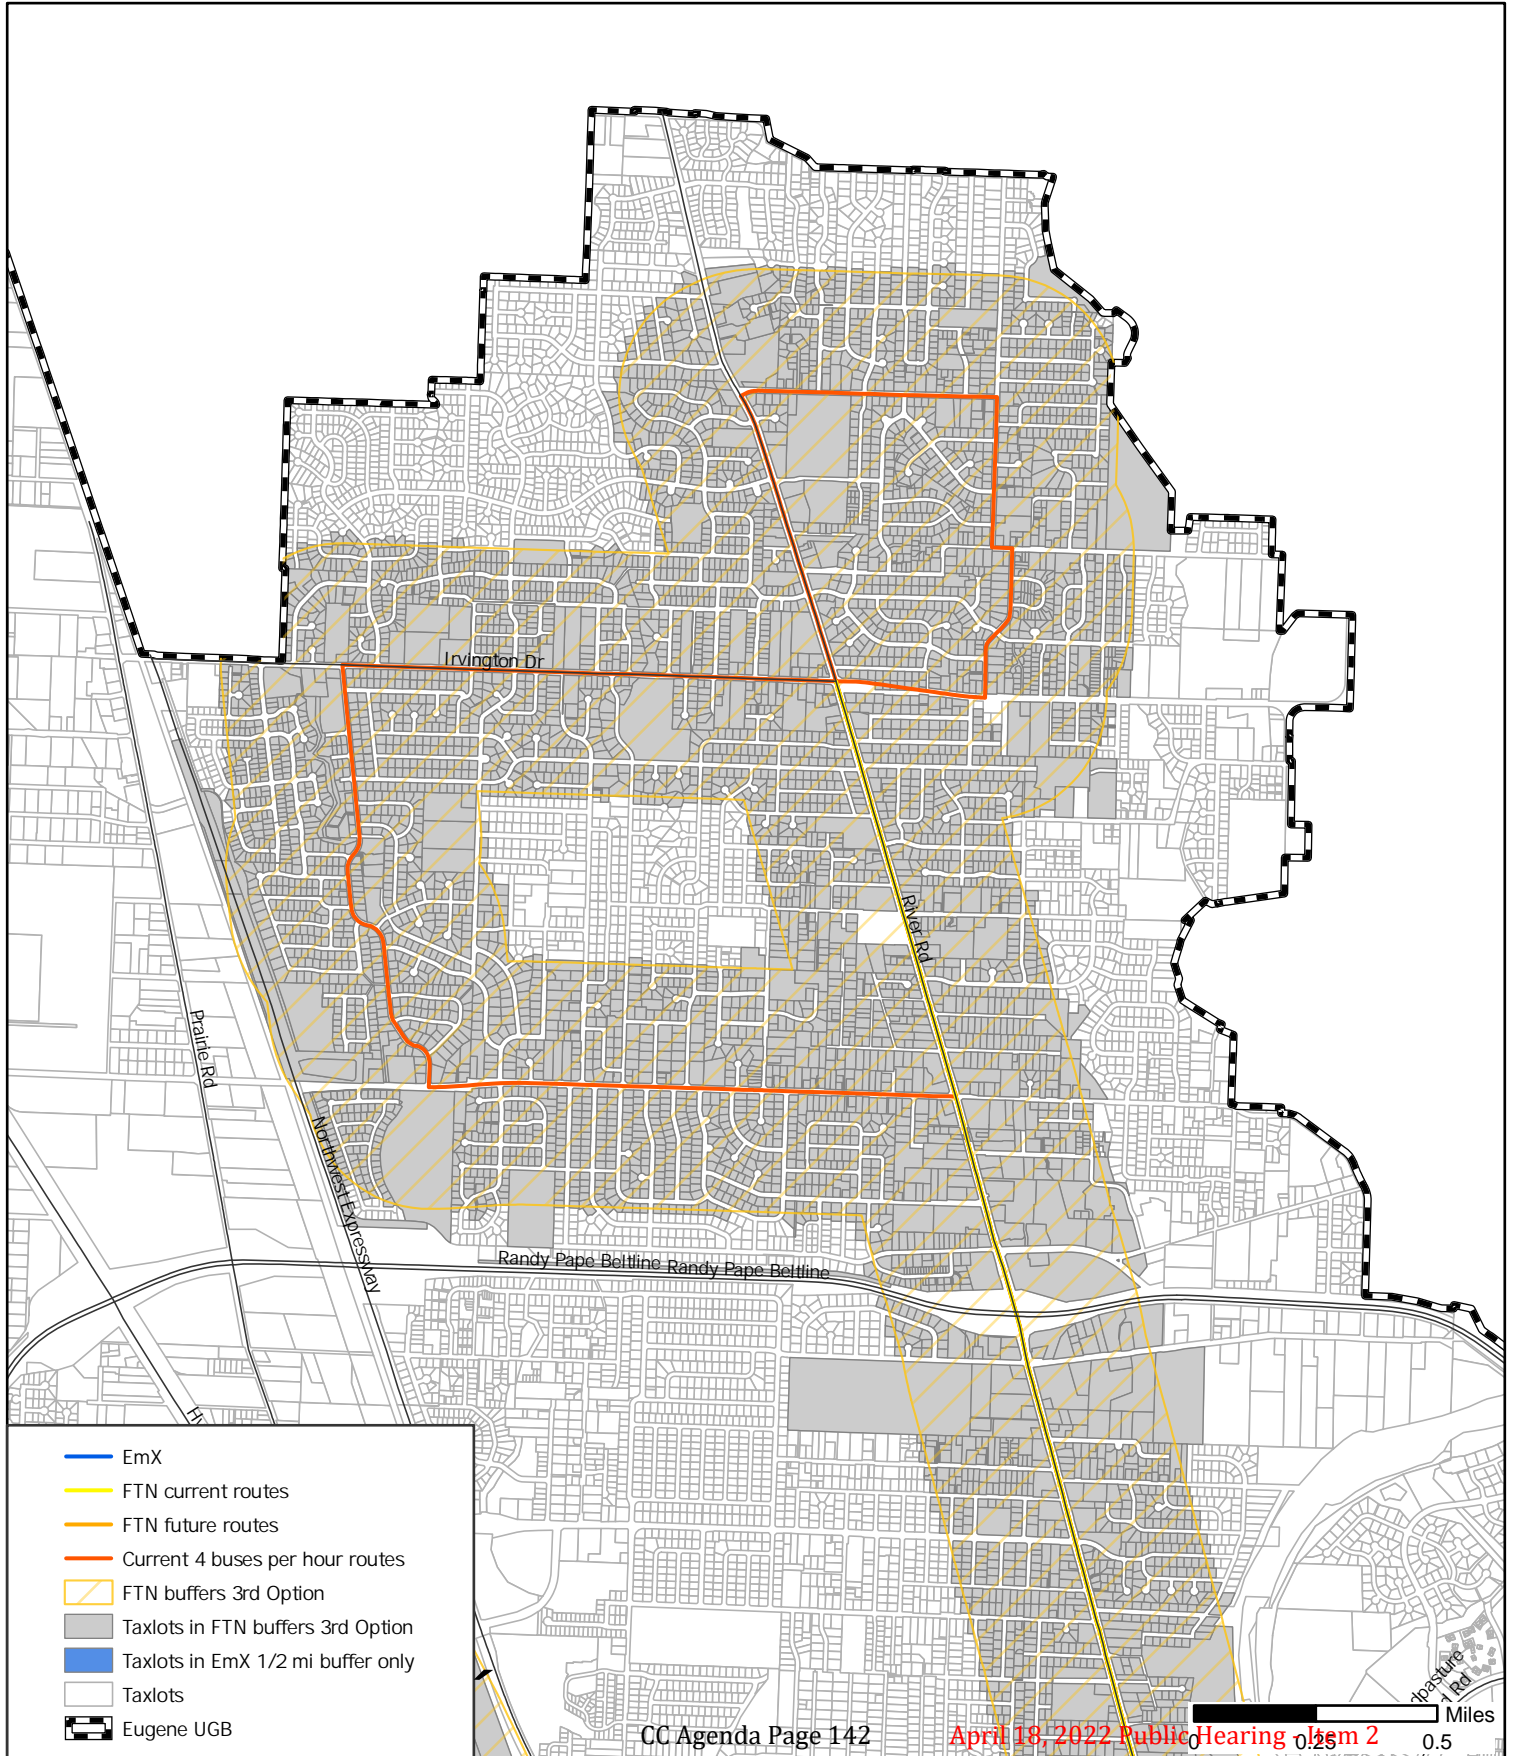 Irvington Dr
River Rd
Prairie Rd
Northwest Expressway
Randy Pape Beltline Randy Pape Beltline
EmX
FTN current routes
FTN future routes
Current 4 buses per hour routes
FTN buffers 3rd Option
Taxlots in FTN buffers 3rd Option
Taxlots in EmX 1/2 mi buffer only
Taxlots
Eugene UGB
dpasture
Rd
Miles
0 0.25 0.5
CC Agenda Page 142
April 18, 2022 Public Hearing - Item 2